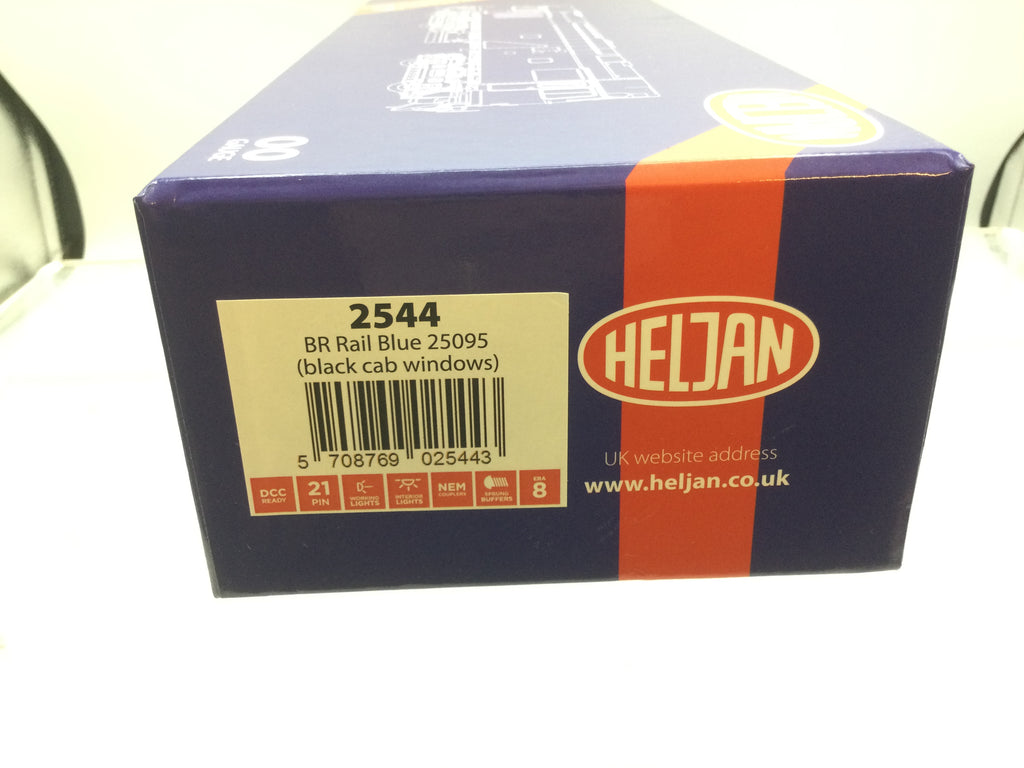 OO
GAUGE
2544
BR Rail Blue 25095
(black cab windows)
5 708769 025443
DCC
READY
21
PIN
WORKING
LIGHTS
INTERIOR
LIGHTS
NEM
COUPLERS
SPRUNG
BUFFERS
ERA
8
HELJAN
UK website address
www.heljan.co.uk